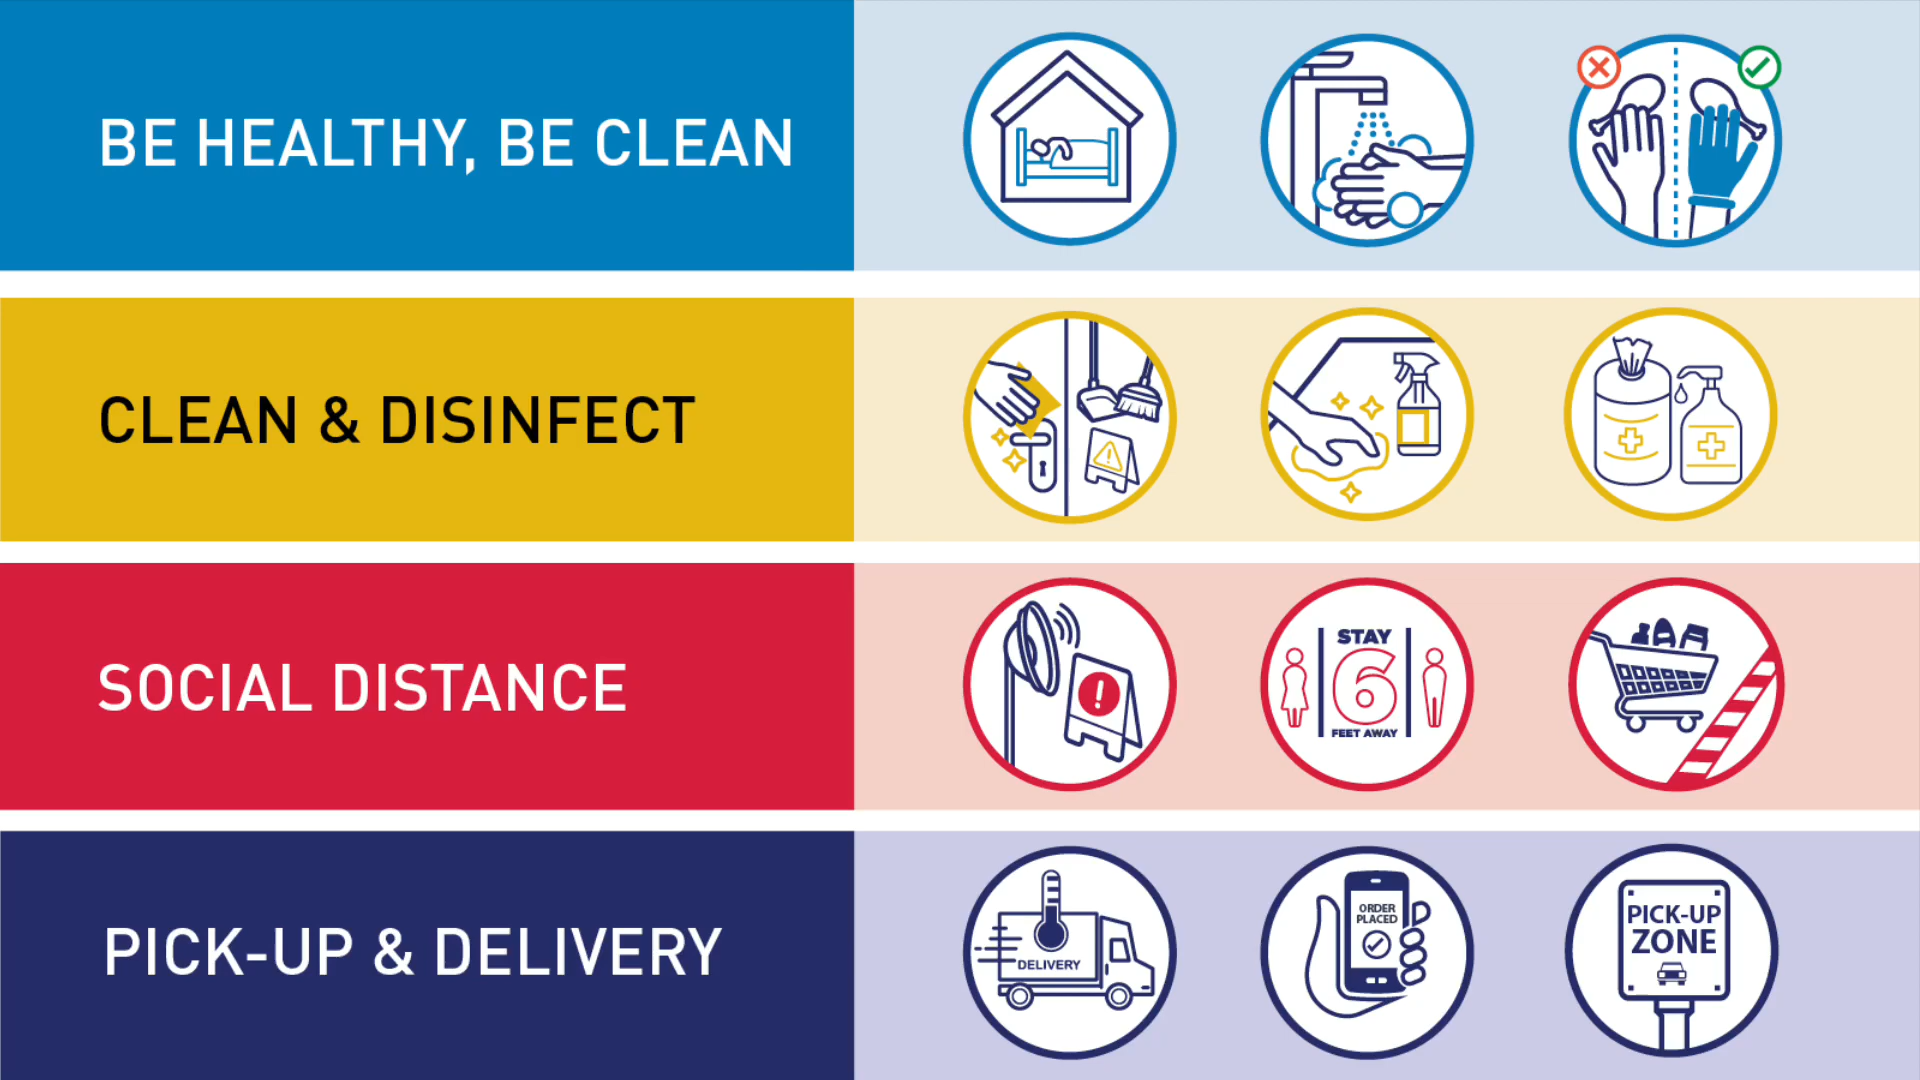 BE HEALTHY, BE CLEAN
CLEAN & DISINFECT
SOCIAL DISTANCE
STAY
6
FEET AWAY
PICK-UP & DELIVERY
DELIVERY
ORDER
PLACED
PICK-UP
ZONE